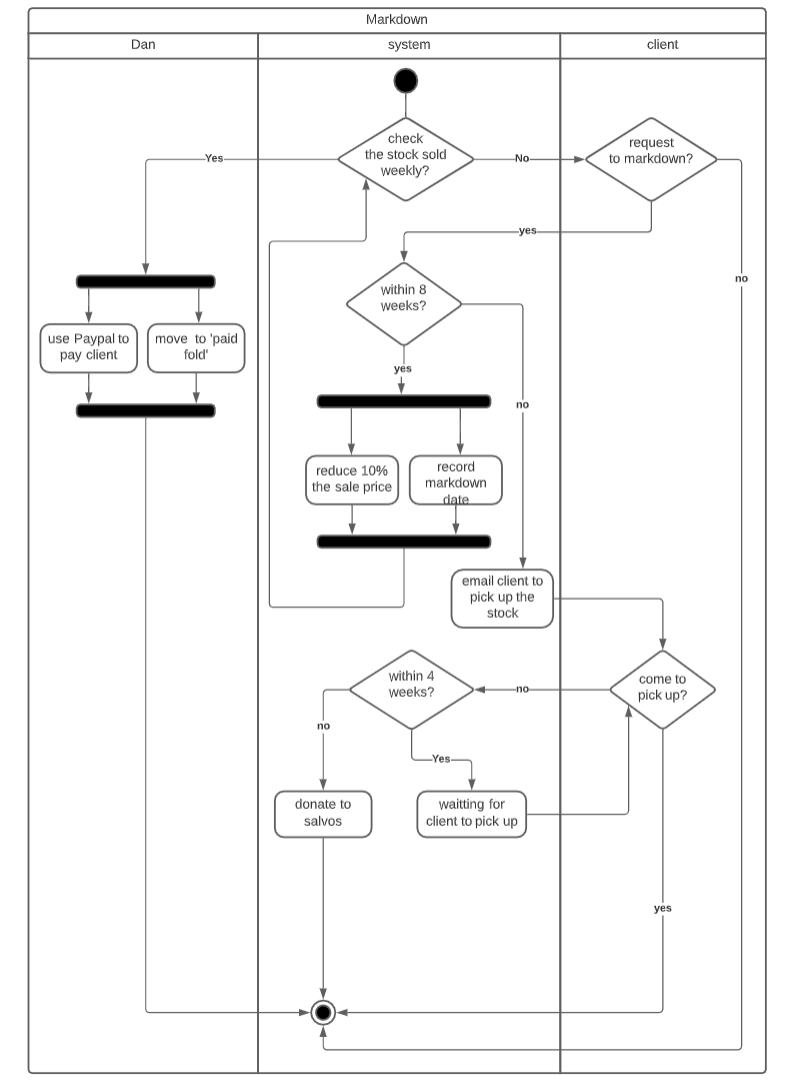 Markdown
Dan
system
client
check
the stock sold
weekly?
request
to markdown?
Yes
No
yes
no
within 8
weeks?
use Paypal to
pay client
move to 'paid
fold'
yes
no
reduce 10%
the sale price
record
markdown
date
email client to
pick up the
stock
within 4
weeks?
come to
pick up?
no
no
Yes
donate to
salvos
waitting for
client to pick up
yes